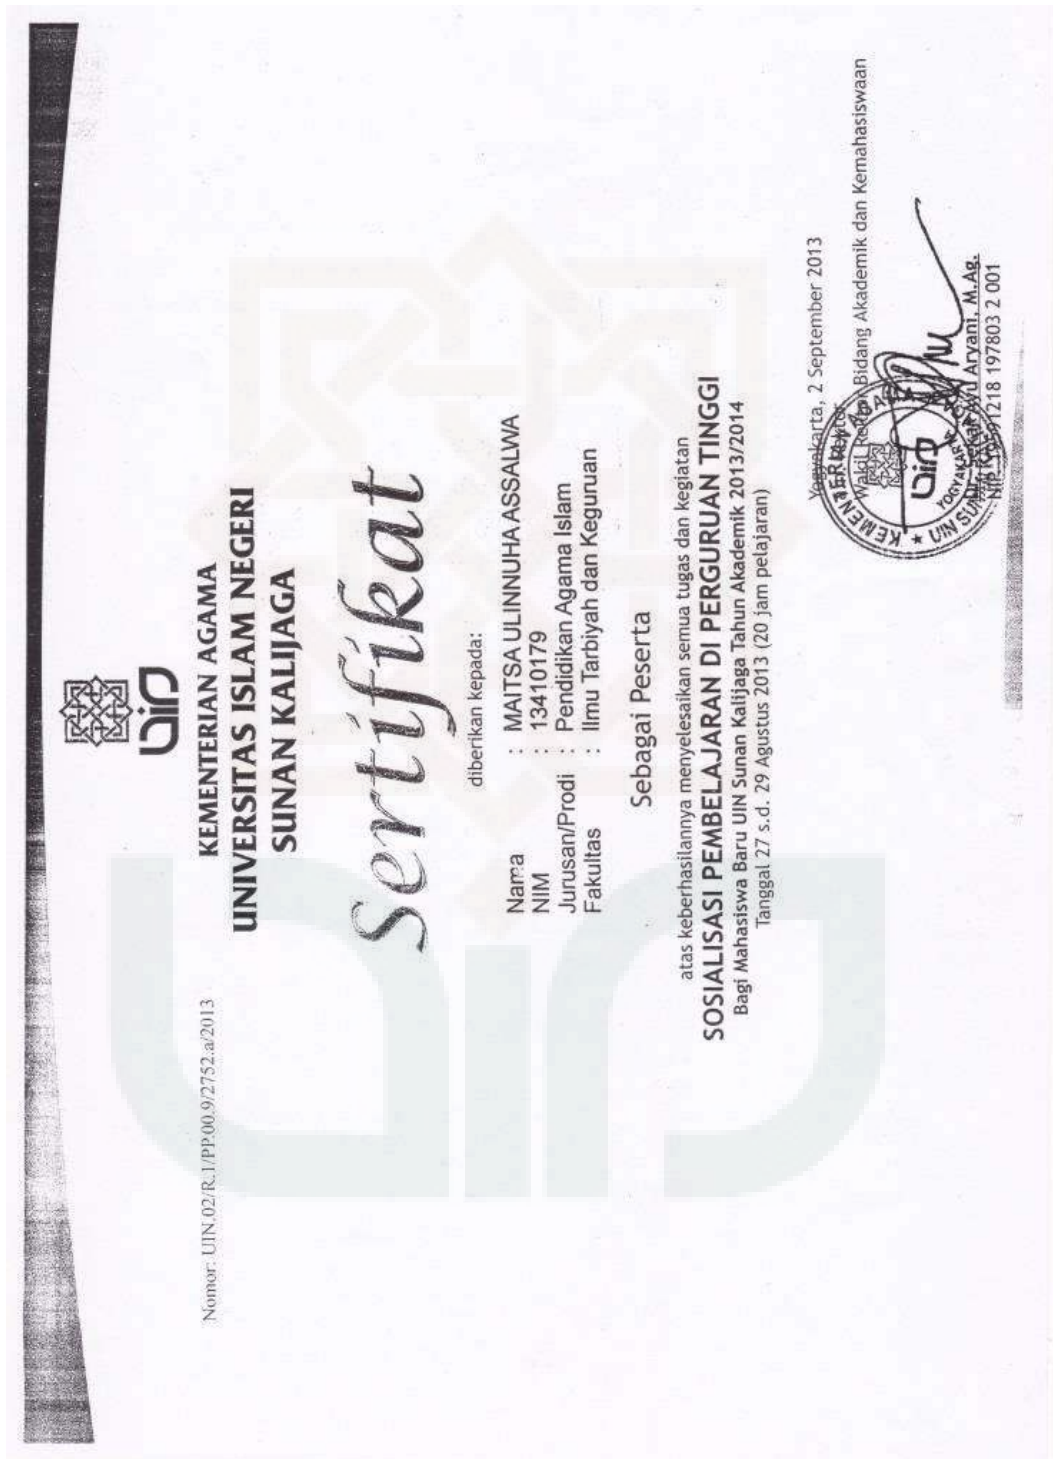 Nomor: UIN.02/R.1/PP.00.9/2752.a/2013
uin
KEMENTERIAN AGAMA
UNIVERSITAS ISLAM NEGERI
SUNAN KALIJAGA
Sertifikat
diberikan kepada:
Nama : MAITSA ULINNUHA ASSALWA
NIM : 13410179
Jurusan/Prodi : Pendidikan Agama Islam
Fakultas : Ilmu Tarbiyah dan Keguruan
Sebagai Peserta
atas keberhasilannya menyelesaikan semua tugas dan kegiatan
SOSIALISASI PEMBELAJARAN DI PERGURUAN TINGGI
Bagi Mahasiswa Baru UIN Sunan Kalijaga Tahun Akademik 2013/2014
Tanggal 27 s.d. 29 Agustus 2013 (20 jam pelajaran)
Yogyakarta, 2 September 2013
Wakil Rektor Bidang Akademik dan Kemahasiswaan
uin
Aryani, M.Ag.
1218 197803 2 001